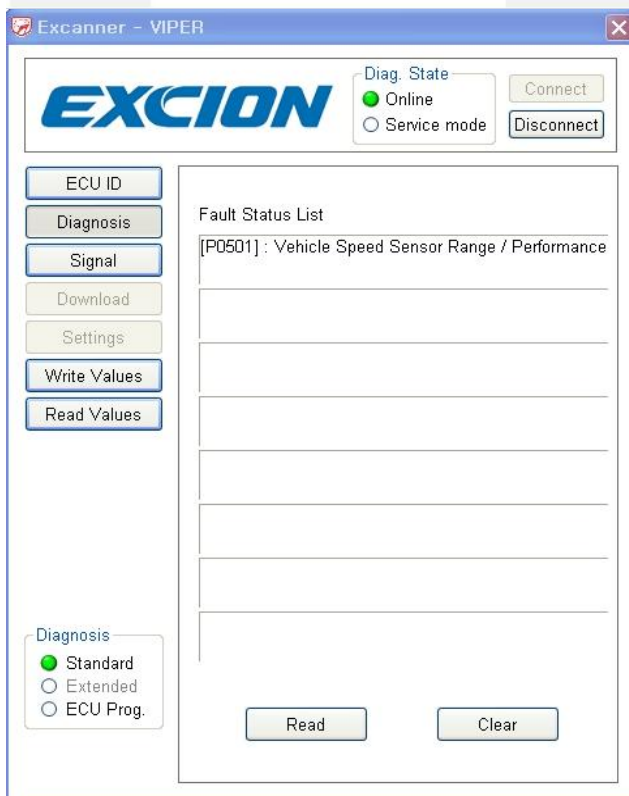 Excanner - VIPER
EXCION
Diag. State
Online
Service mode
Connect
Disconnect
ECU ID
Diagnosis
Signal
Download
Settings
Write Values
Read Values
Fault Status List
[P0501] : Vehicle Speed Sensor Range / Performance
Diagnosis
Standard
Extended
ECU Prog.
Read
Clear